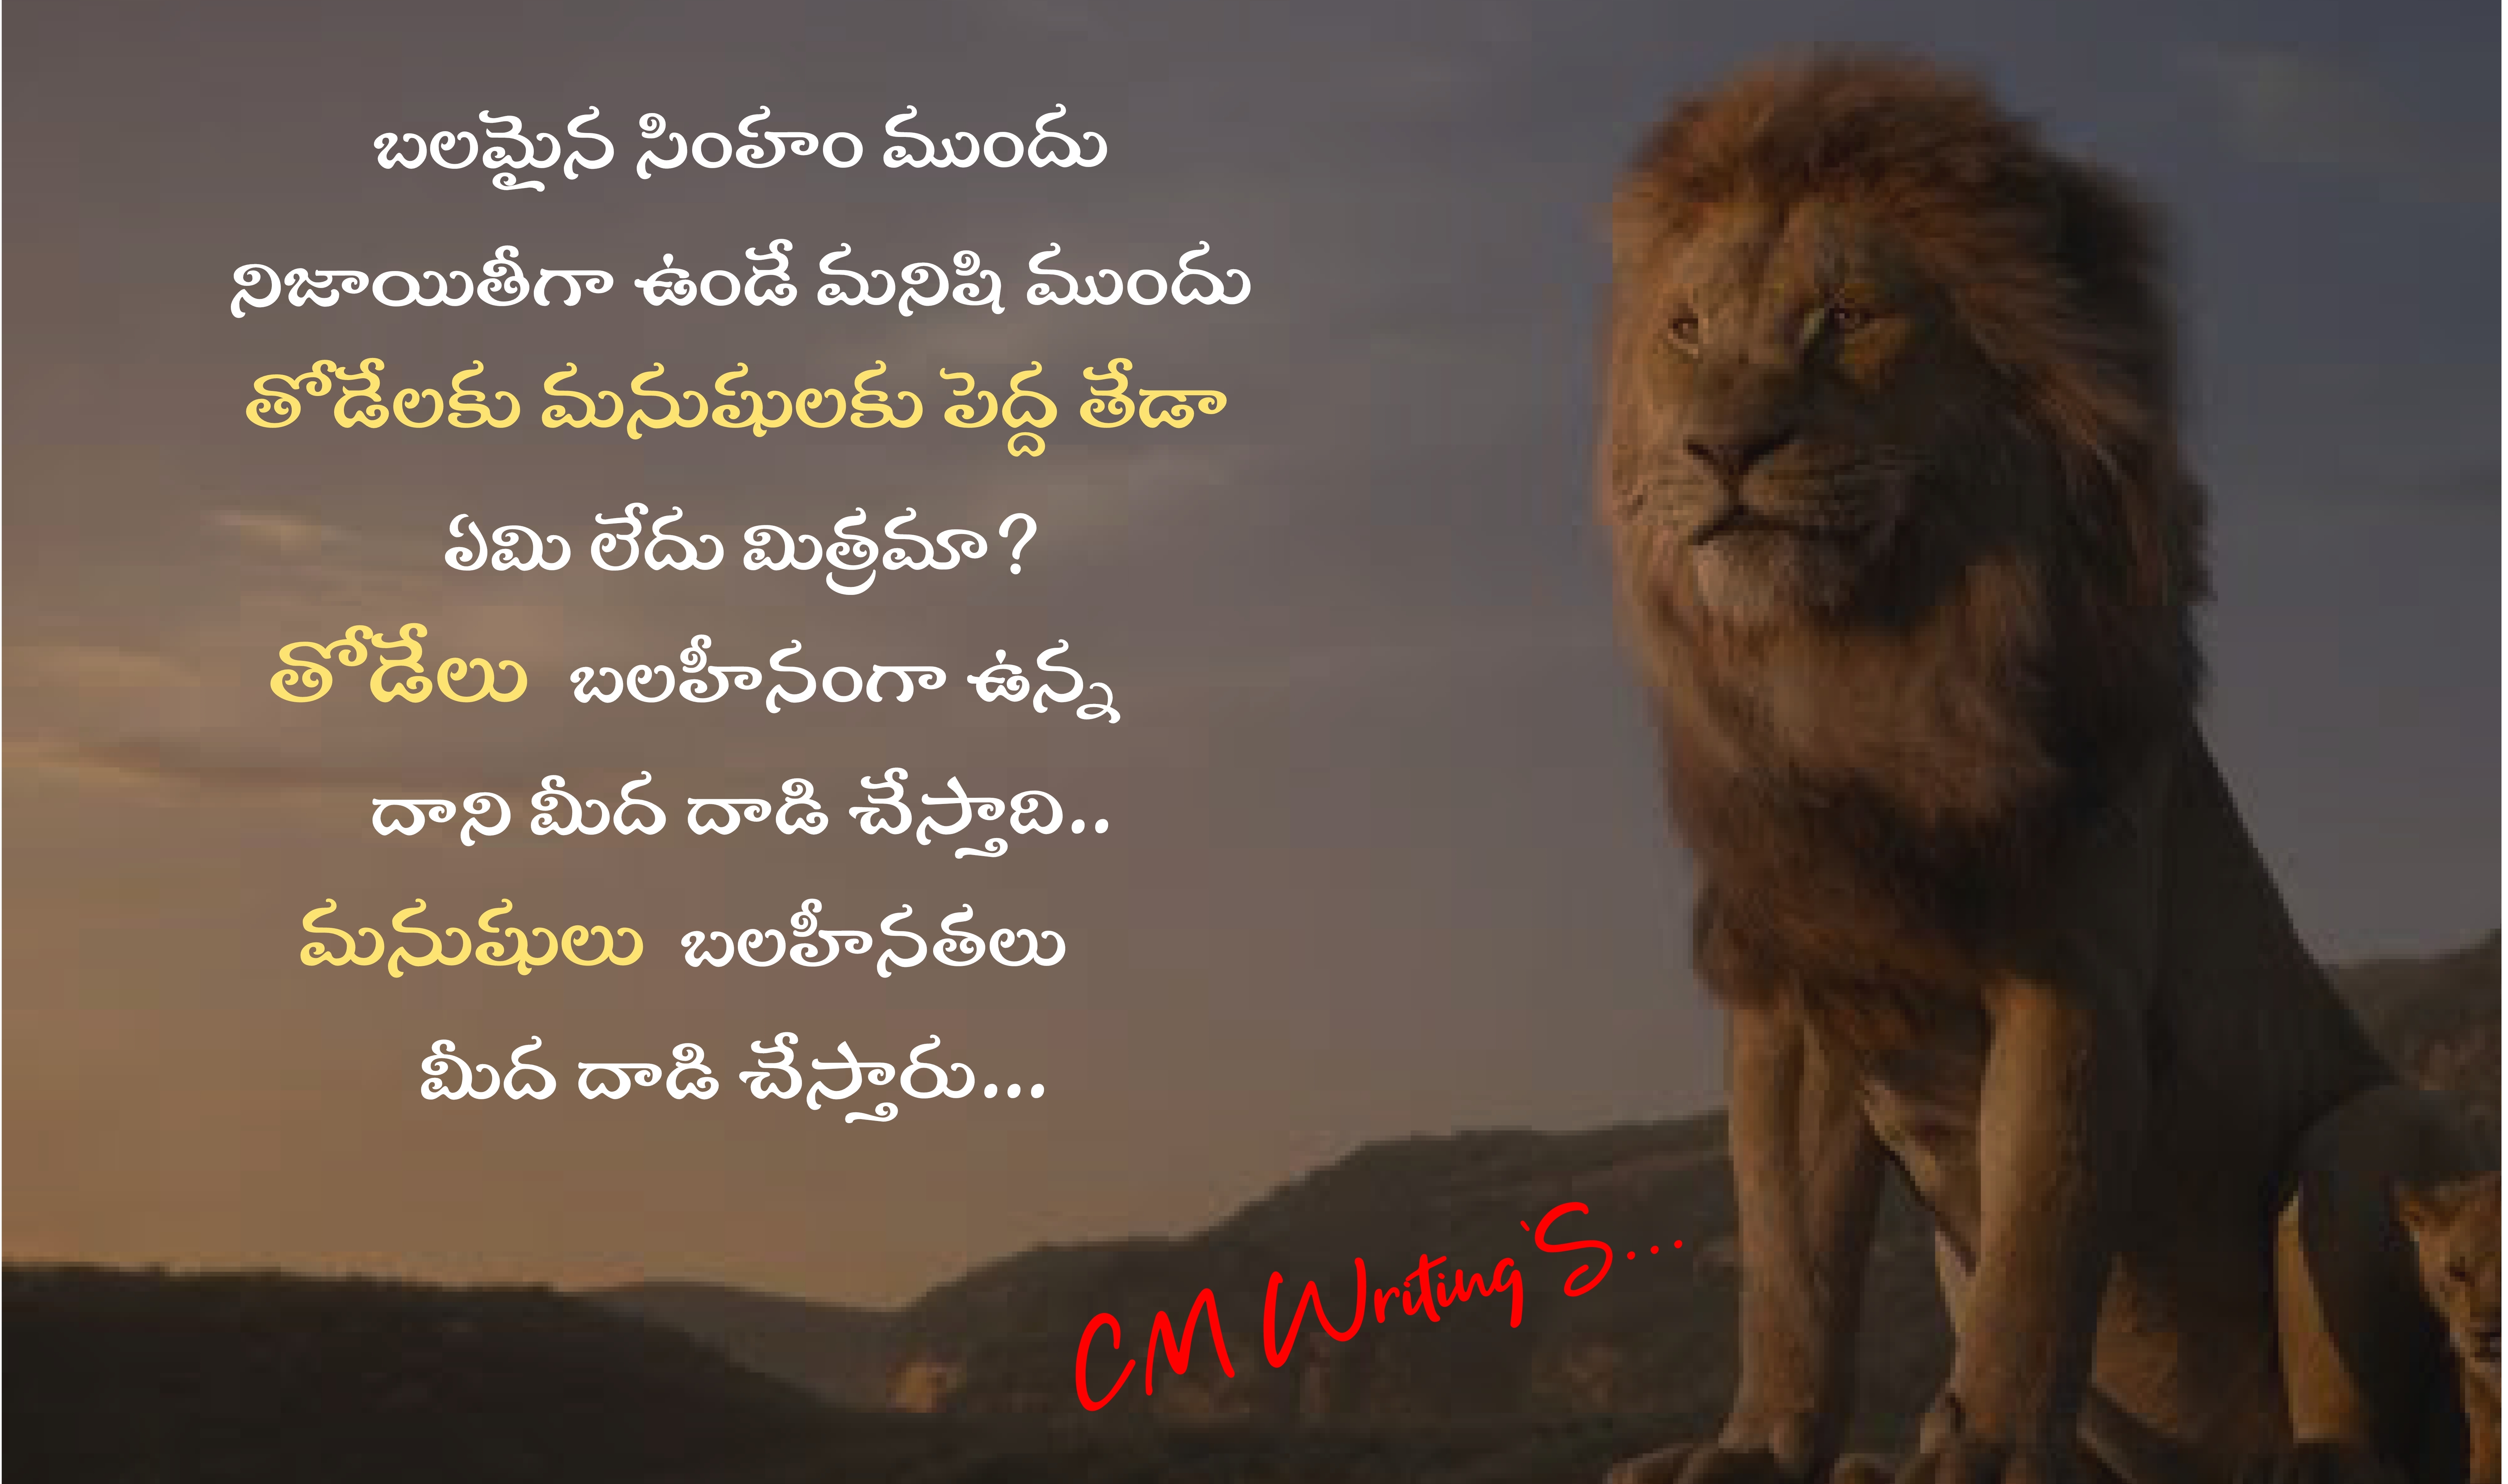 బలమైన సింహం ముందు
నిజాయితీగా ఉండే మనిషి ముందు
తోడేలకు మనుషులకు పెద్ద తేడా
ఏమి లేదు మిత్రమా?
తోడేలు బలహీనంగా ఉన్న
దాని మీద దాడి చేస్తాది..
మనుషులు బలహీనతలు
మీద దాడి చేస్తారు...
CM Writing'S...